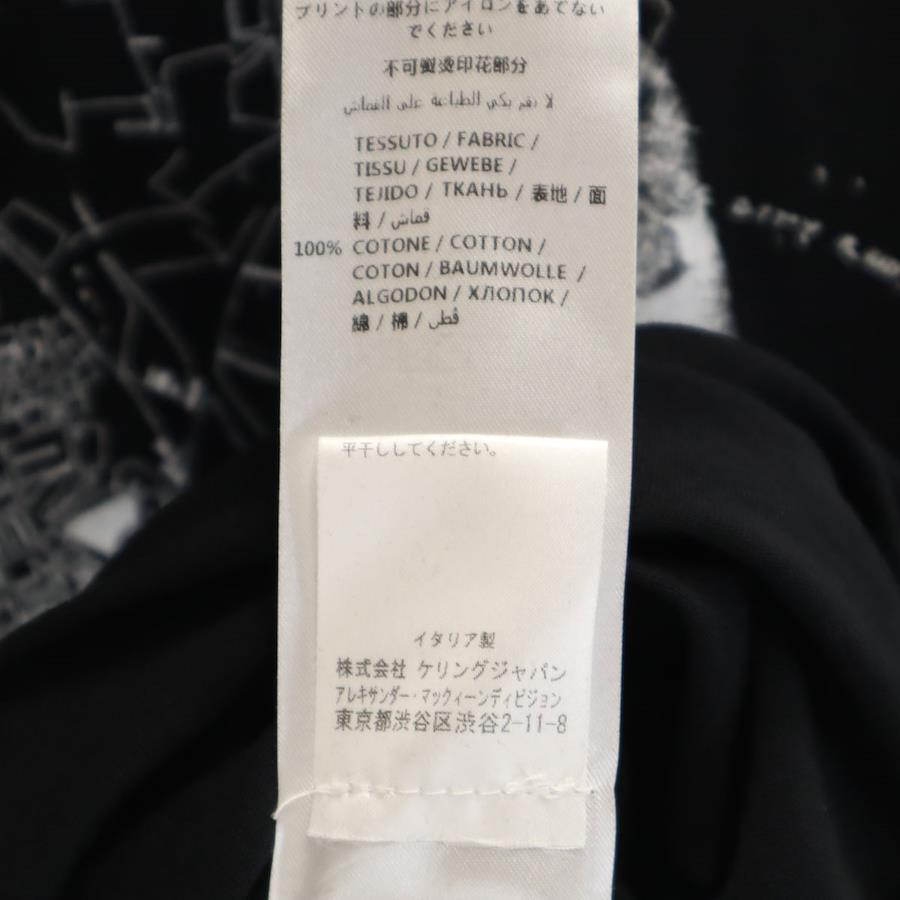 プリントの部分にアイロンをあてない
でください
不可熨烫印花部分
TESSUTO / FABRIC /
TISSU / GEWEBE /
TEJIDO / ТКАНЬ / 表地 / 面
料 / قماش
100% COTONE / COTTON /
COTON / BAUMWOLLE /
ALGODON / ХЛОПОК /
綿 / 棉 / قطن
平干ししてください。
イタリア製
株式会社 ケリングジャパン
アレキサンダー・マックィーンディビジョン
東京都渋谷区渋谷2-11-8